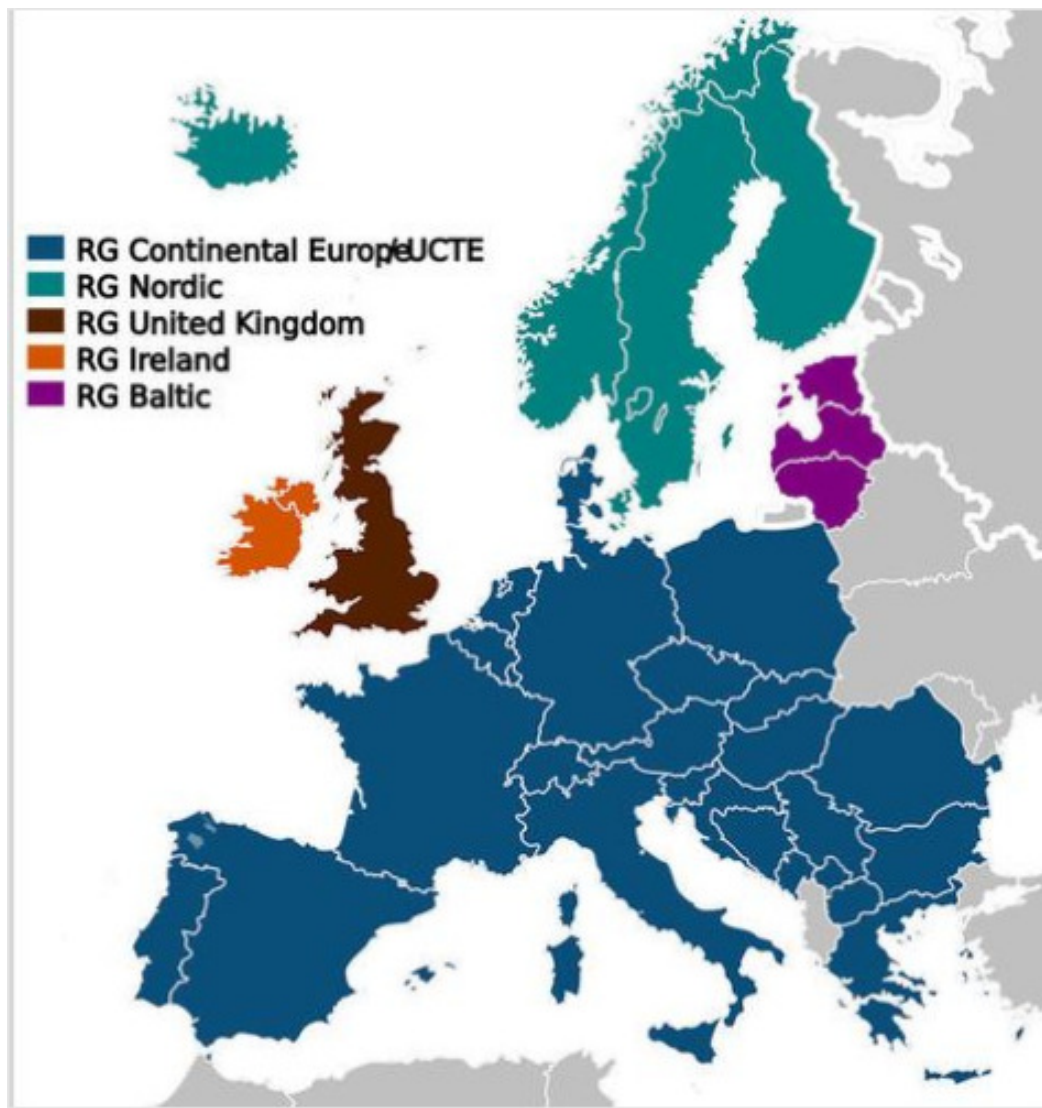 RG Continental Europe/UCTE
RG Nordic
RG United Kingdom
RG Ireland
RG Baltic